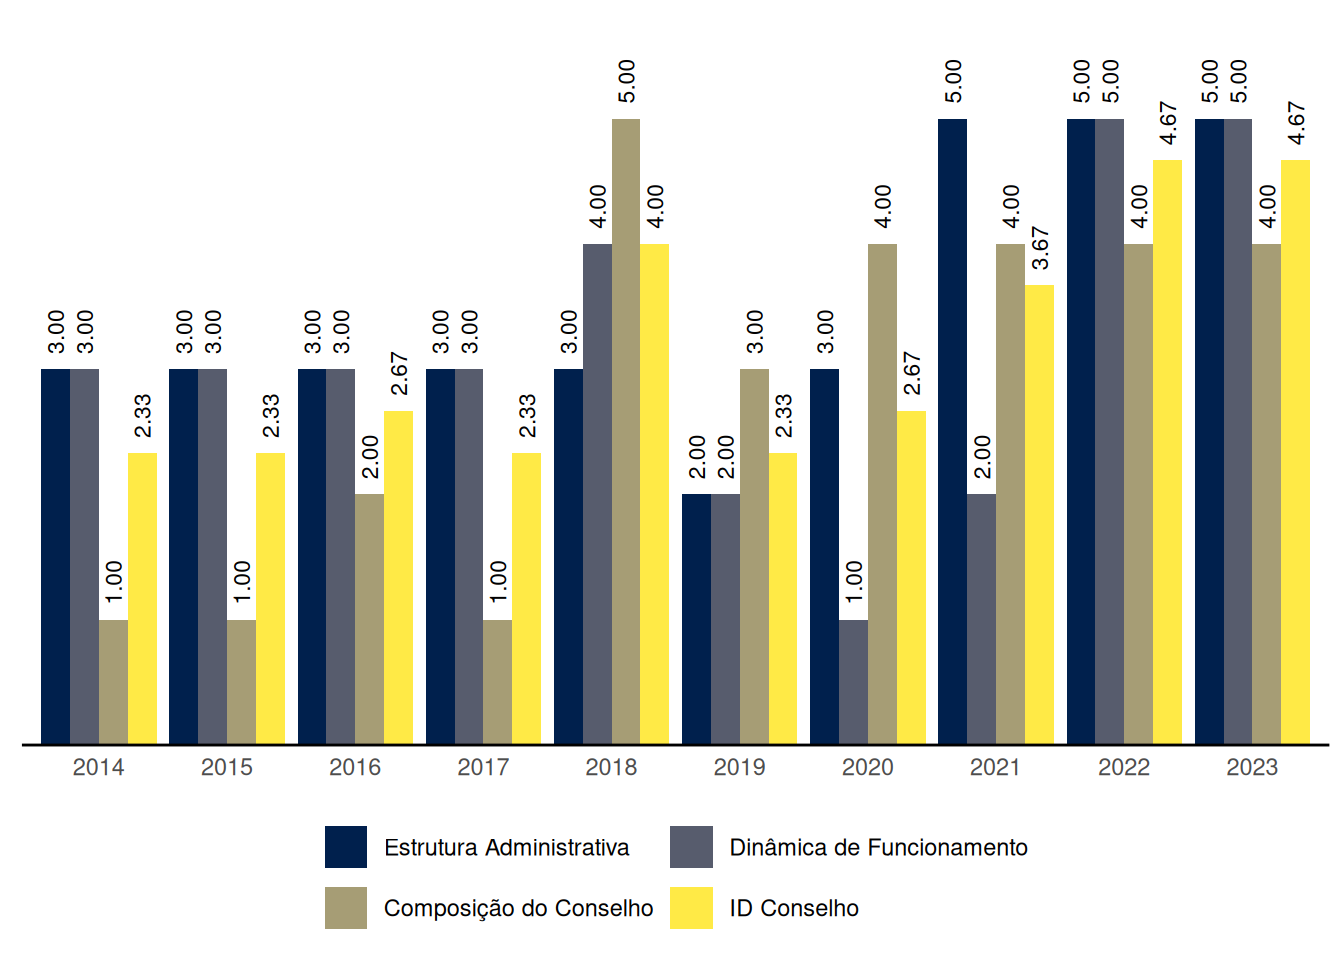 3.00 3.00 1.00 2.33 3.00 3.00 1.00 2.33 3.00 3.00 2.00 2.67 3.00 3.00 1.00 2.33 3.00 4.00 5.00 4.00 2.00 2.00 3.00 2.33 3.00 1.00 4.00 2.67 5.00 2.00 4.00 3.67 5.00 5.00 4.00 4.67 5.00 5.00 4.00 4.67
2014 2015 2016 2017 2018 2019 2020 2021 2022 2023
Estrutura Administrativa Dinâmica de Funcionamento
Composição do Conselho ID Conselho